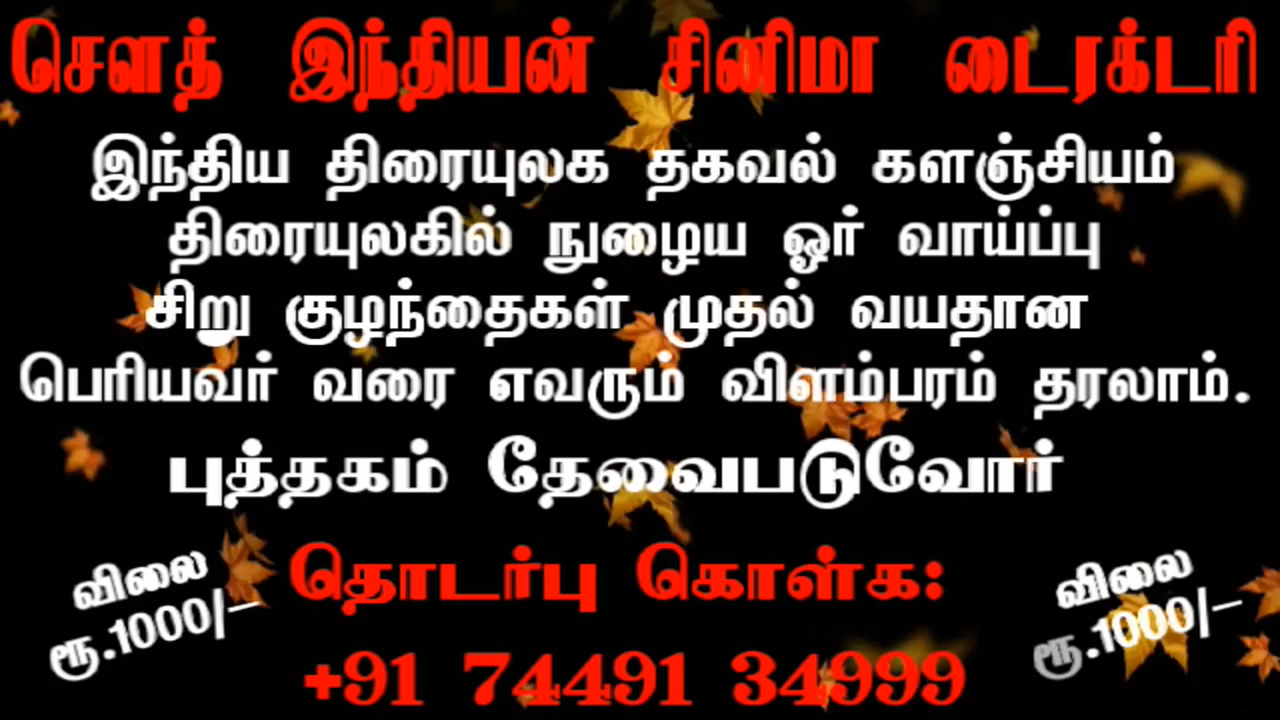 சௌத் இந்தியன் சினிமா டைரக்டரி
இந்திய திரையுலக தகவல் களஞ்சியம்
திரையுலகில் நுழைய ஓர் வாய்ப்பு
சிறு குழந்தைகள் முதல் வயதான
பெரியவர் வரை எவரும் விளம்பரம் தரலாம்.
புத்தகம் தேவைபடுவோர்
தொடர்பு கொள்க:
+91 74491 34999
விலை
ரூ.1000/-
விலை
ரூ.1000/-